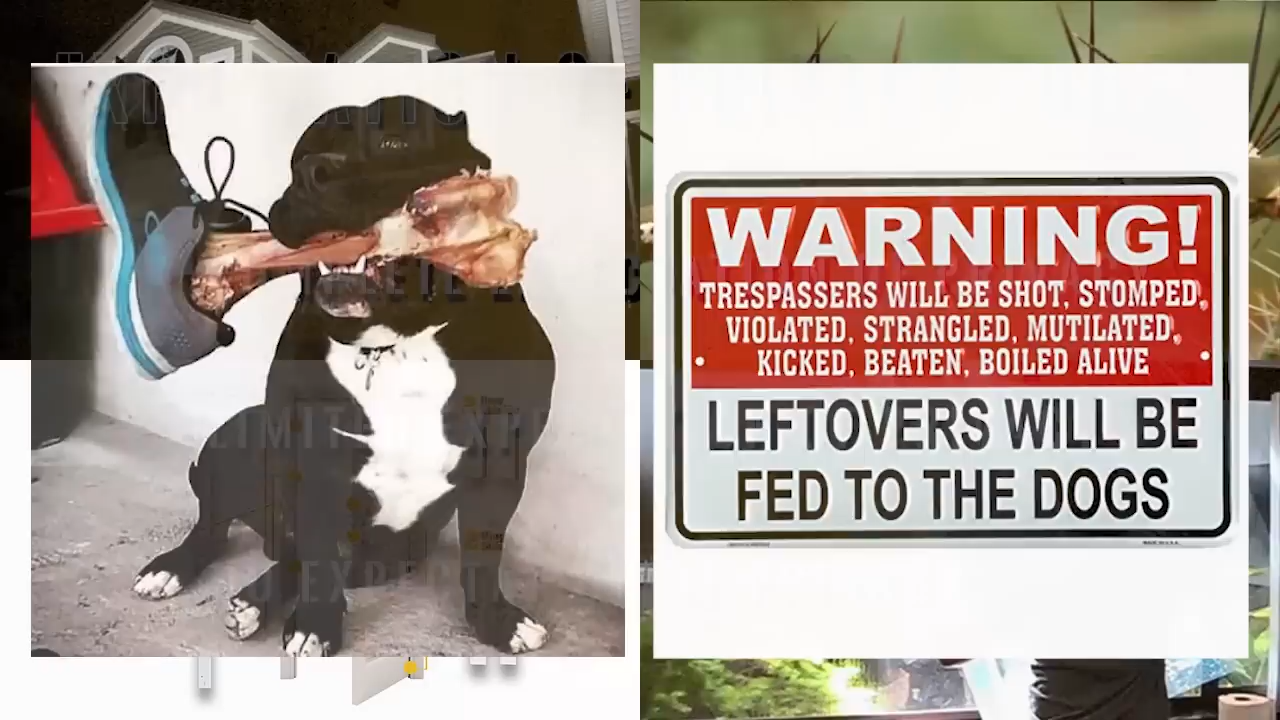 WARNING!
TRESPASSERS WILL BE SHOT, STOMPED,
VIOLATED, STRANGLED, MUTILATED,
KICKED, BEATEN, BOILED ALIVE
LEFTOVERS WILL BE
FED TO THE DOGS